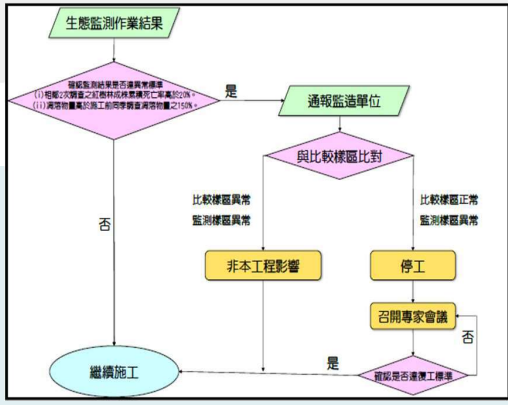 生態監測作業結果
確認監測結果是否達異常標準
(i)相鄰2次調查之紅樹林成株累積死亡率高於20%。
(ii)凋落物量高於施工前同季調查凋落物量之150%。
是
通報監造單位
與比較樣區比對
否
比較樣區異常
監測樣區異常
比較樣區正常
監測樣區異常
非本工程影響
停工
召開專家會議
否
是
繼續施工
確認是否達覆工標準